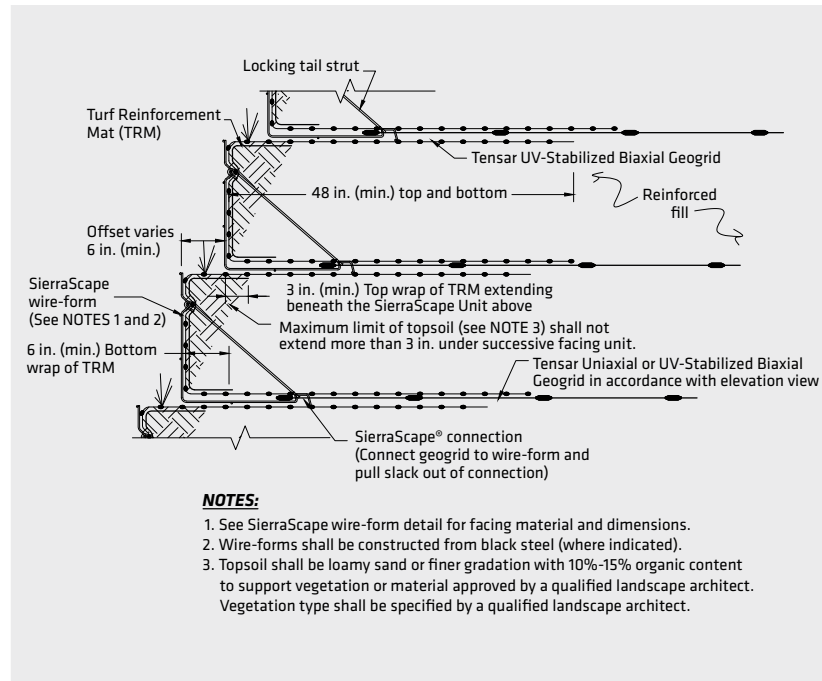 Locking tail strut
Turf Reinforcement
Mat (TRM)
Tensar UV-Stabilized Biaxial Geogrid
48 in. (min.) top and bottom
Reinforced
fill
Offset varies
6 in. (min.)
SierraScape
wire-form
(See NOTES 1 and 2)
3 in. (min.) Top wrap of TRM extending
beneath the SierraScape Unit above
Maximum limit of topsoil (see NOTE 3) shall not
extend more than 3 in. under successive facing unit.
6 in. (min.) Bottom
wrap of TRM
Tensar Uniaxial or UV-Stabilized Biaxial
Geogrid in accordance with elevation view
SierraScape® connection
(Connect geogrid to wire-form and
pull slack out of connection)
NOTES:
1. See SierraScape wire-form detail for facing material and dimensions.
2. Wire-forms shall be constructed from black steel (where indicated).
3. Topsoil shall be loamy sand or finer gradation with 10%-15% organic content
to support vegetation or material approved by a qualified landscape architect.
Vegetation type shall be specified by a qualified landscape architect.